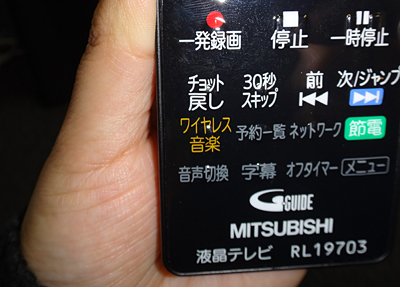 一発録画 停止 一時停止
チョット 30秒 前 次/ジャンプ
戻し スキップ
ワイヤレス 予約一覧 ネットワーク 節電
音楽
音声切換 字幕 オフタイマー メニュー
G-GUIDE
MITSUBISHI
液晶テレビ RL19703